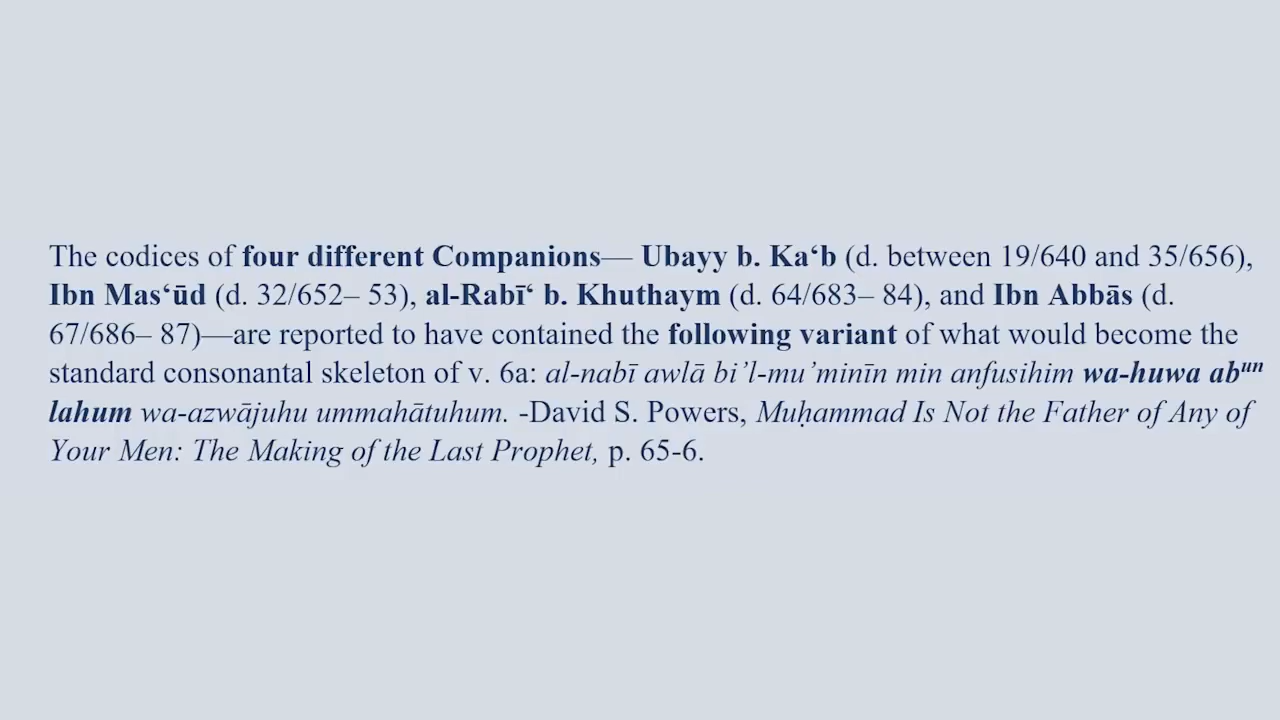 The codices of four different Companions— Ubayy b. Ka‘b (d. between 19/640 and 35/656),
Ibn Mas‘ūd (d. 32/652– 53), al-Rabī‘ b. Khuthaym (d. 64/683– 84), and Ibn Abbās (d.
67/686– 87)—are reported to have contained the following variant of what would become the
standard consonantal skeleton of v. 6a: al-nabī awlā bi’l-mu’minīn min anfusihim wa-huwa abᵘⁿ
lahum wa-azwājuhu ummahātuhum. -David S. Powers, Muḥammad Is Not the Father of Any of
Your Men: The Making of the Last Prophet, p. 65-6.